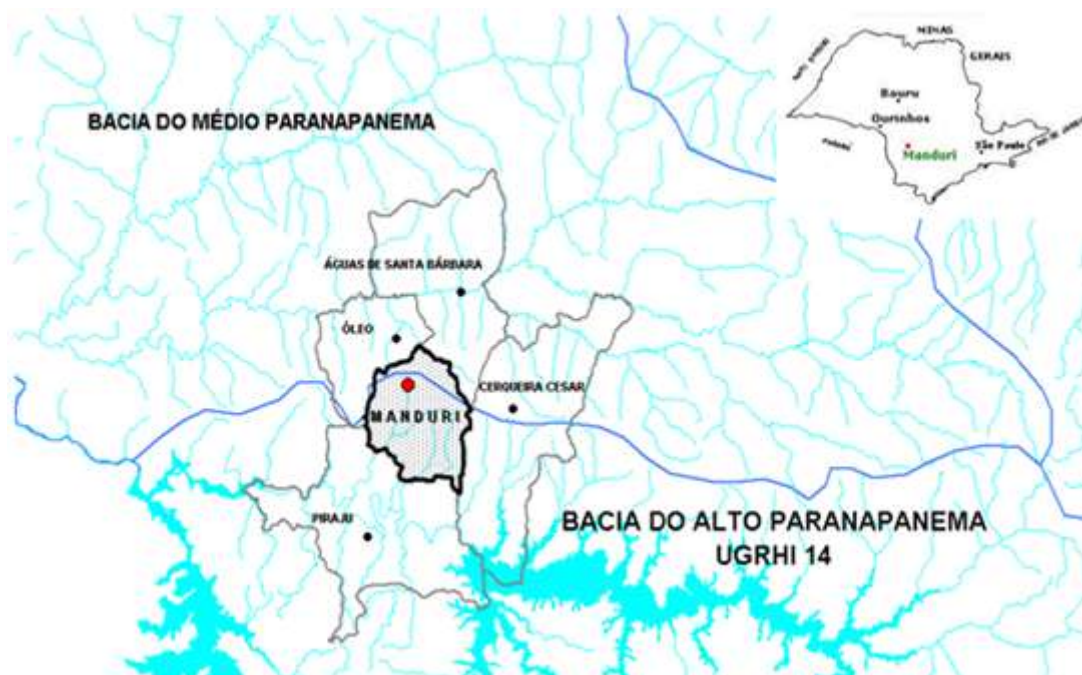 MINAS
GERAIS
BACIA DO MÉDIO PARANAPANEMA
Bauru
Ourinhos
São Paulo
Manduri
ÁGUAS DE SANTA BÁRBARA
ÓLEO
CERQUEIRA CESAR
MANDURI
PIRAJU
BACIA DO ALTO PARANAPANEMA
UGRHI 14